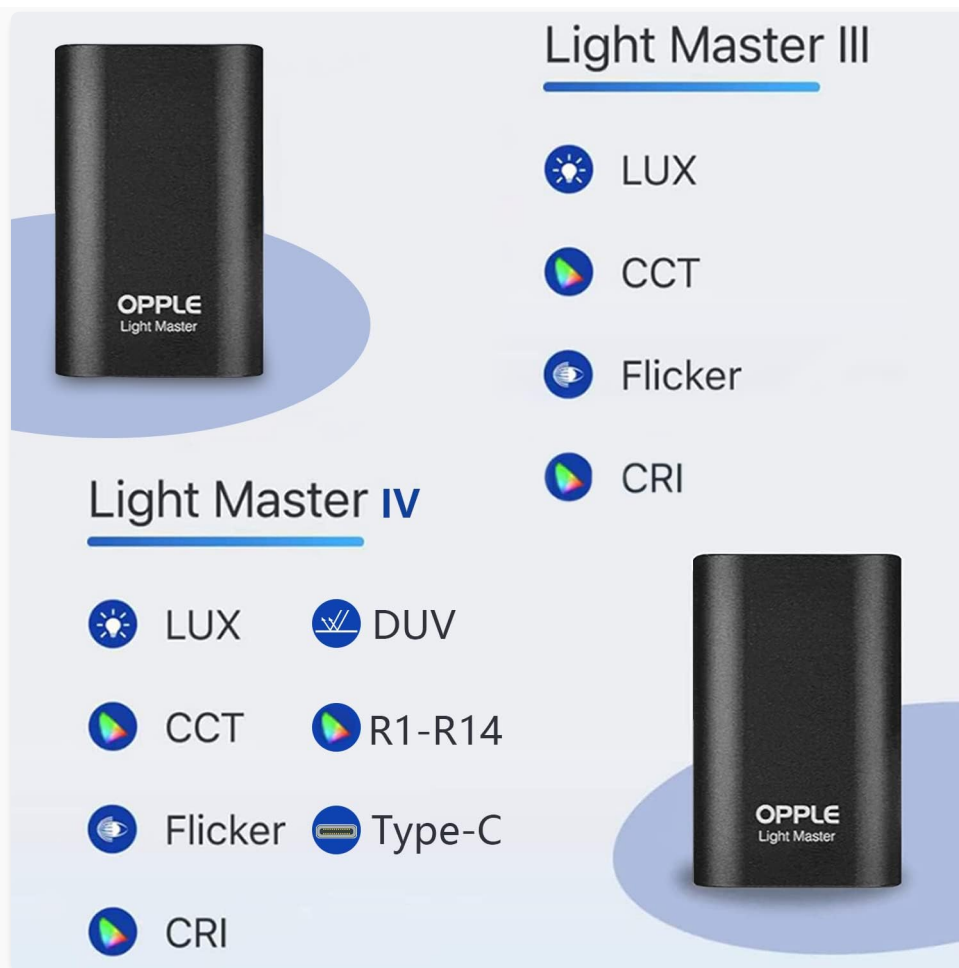 OPPLE
Light Master
Light Master III
LUX
CCT
Flicker
CRI
Light Master IV
LUX
DUV
CCT
R1-R14
Flicker
Type-C
CRI
OPPLE
Light Master